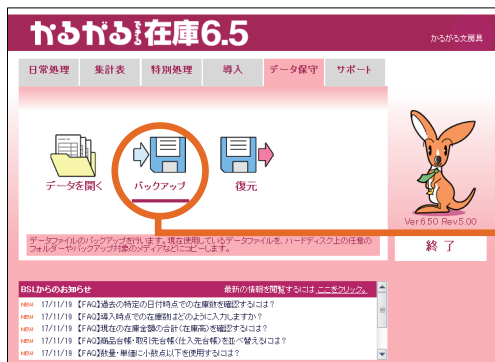 かるがるできる在庫6.5
かるがる文房具
日常処理 集計表 特別処理 導入 データ保守 サポート
データを開く バックアップ 復元
Ver.6.50 Rev5.00
終 了
データファイルのバックアップを行います。現在使用しているデータファイルを、ハードディスク上の任意の
フォルダーやバックアップ対象のメディアなどにコピーします。
BSLからのお知らせ 最新の情報を閲覧するには ここをクリック。
NEW 17/11/19 【FAQ】過去の特定の日付時点での在庫数を確認するには？
NEW 17/11/19 【FAQ】導入時点での在庫数はどのように入力しますか？
NEW 17/11/19 【FAQ】現在の在庫金額の合計(在庫高)を確認するには？
NEW 17/11/19 【FAQ】商品台帳・取引先台帳(仕入先台帳)を並べ替えるには？
NEW 17/11/19 【FAQ】数量・単価に小数点以下を使用するには？